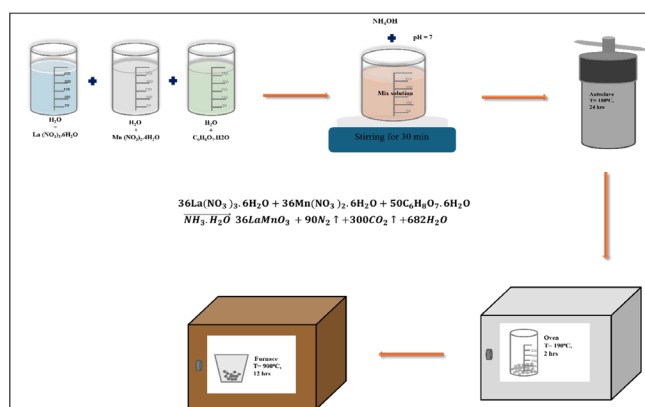 NH4OH
+
pH = 7
H2O
+
La (NO3)3.6H2O
H2O
+
Mn (NO3)2.4H2O
H2O
+
C6H8O7.H2O
Mix solution
Stirring for 30 min
Autoclave
T= 180°C,
24 hrs
36La(NO3)3.6H2O + 36Mn(NO3)2.6H2O + 50C6H8O7.6H2O
NH3.H2O 36LaMnO3 + 90N2 ↑ +300CO2 ↑ +682H2O
Oven
T= 190°C,
2 hrs
Furnace
T= 900°C,
12 hrs